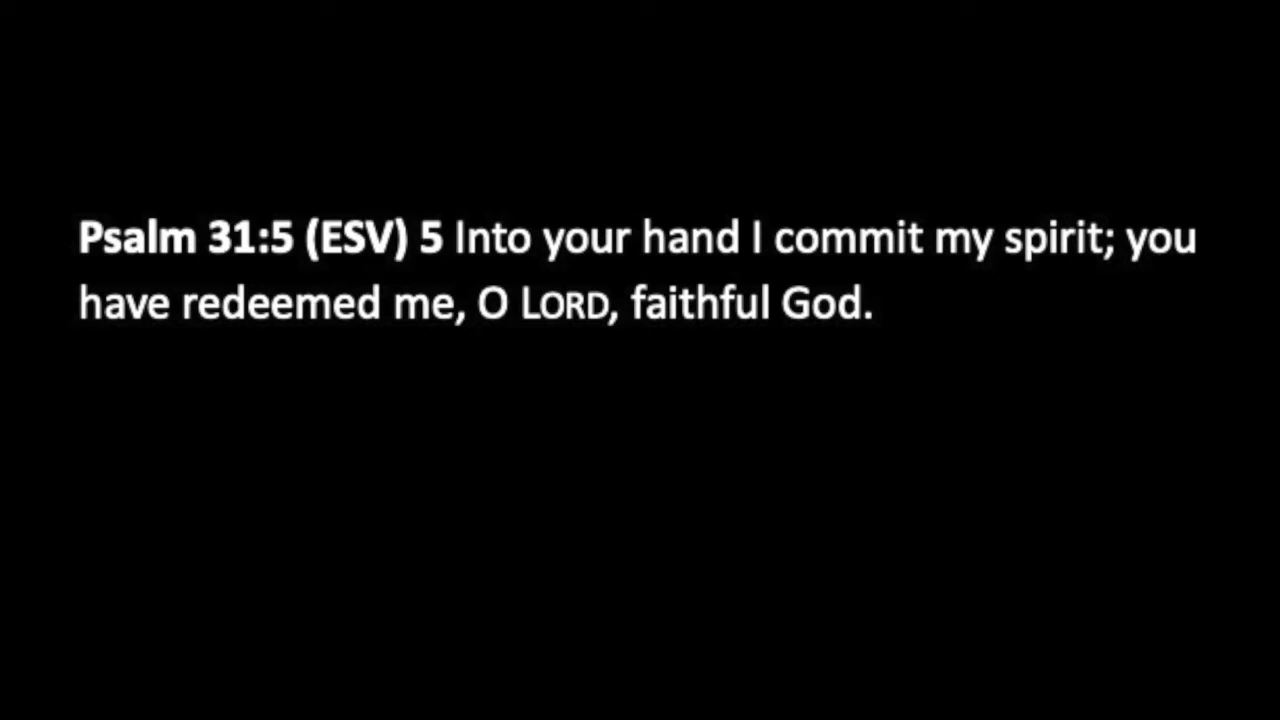 Psalm 31:5 (ESV) 5 Into your hand I commit my spirit; you
have redeemed me, O LORD, faithful God.